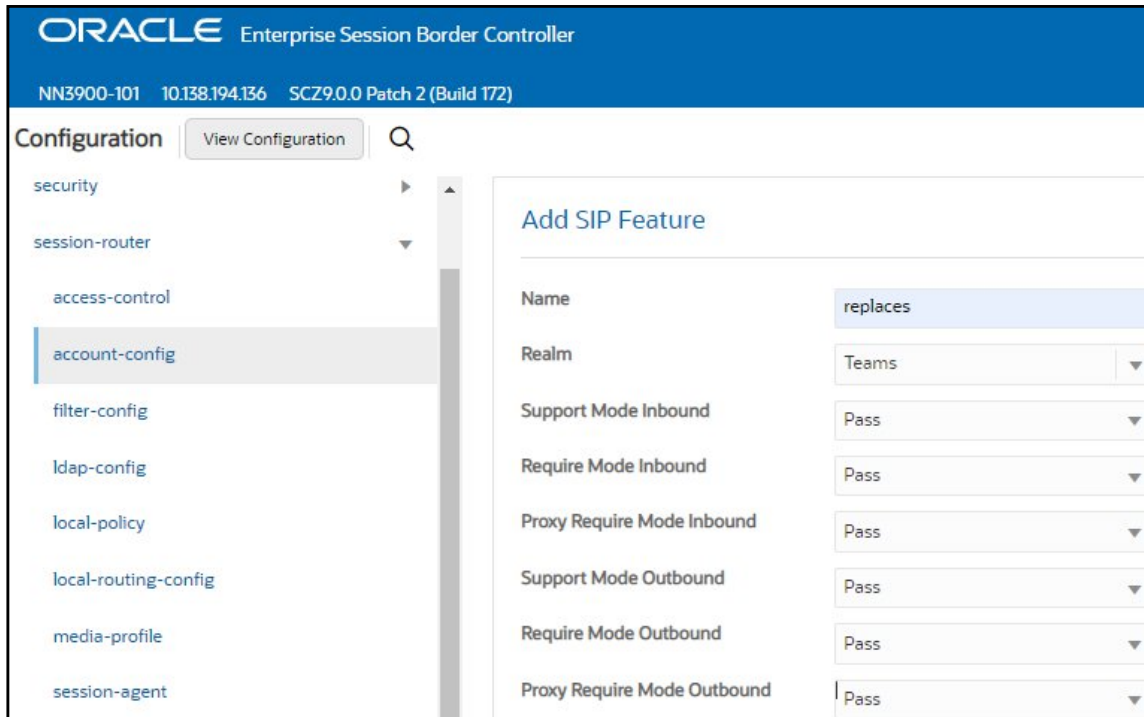 ORACLE Enterprise Session Border Controller
NN3900-101 10.138.194.136 SCZ9.0.0 Patch 2 (Build 172)
Configuration View Configuration
security
session-router
access-control
account-config
filter-config
ldap-config
local-policy
local-routing-config
media-profile
session-agent
Add SIP Feature
Name replaces
Realm Teams
Support Mode Inbound Pass
Require Mode Inbound Pass
Proxy Require Mode Inbound Pass
Support Mode Outbound Pass
Require Mode Outbound Pass
Proxy Require Mode Outbound Pass